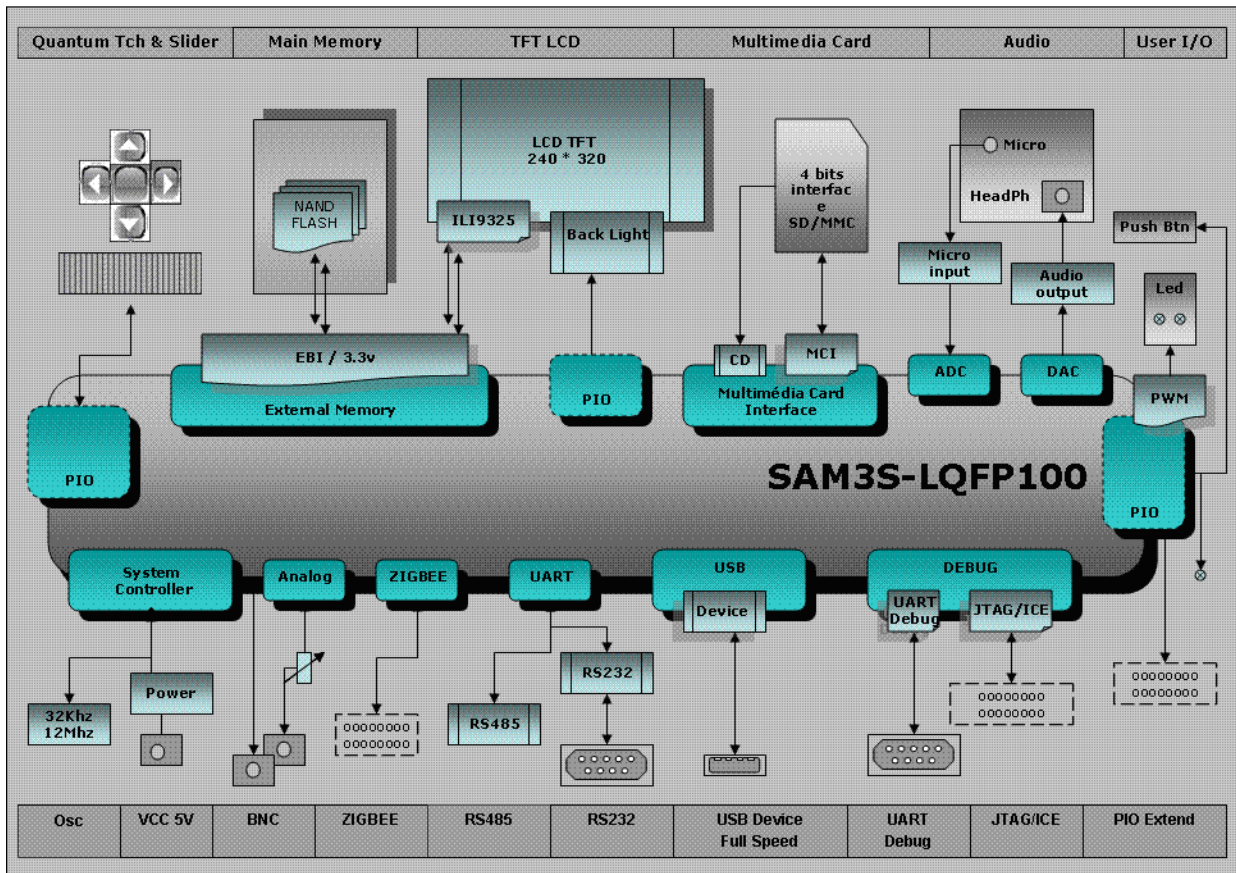 Quantum Tch & Slider
Main Memory
TFT LCD
Multimedia Card
Audio
User I/O
LCD TFT
240 * 320
NAND
FLASH
ILI9325
Back Light
4 bits
interfac
e
SD/MMC
Micro
HeadPh
Push Btn
Micro
input
Audio
output
Led
EBI / 3.3v
External Memory
PIO
CD
MCI
Multimédia Card
Interface
ADC
DAC
PWM
PIO
SAM3S-LQFP100
PIO
System
Controller
Analog
ZIGBEE
UART
USB
Device
DEBUG
UART
Debug
JTAG/ICE
32Khz
12Mhz
Power
RS485
RS232
Osc
VCC 5V
BNC
ZIGBEE
RS485
RS232
USB Device
Full Speed
UART
Debug
JTAG/ICE
PIO Extend